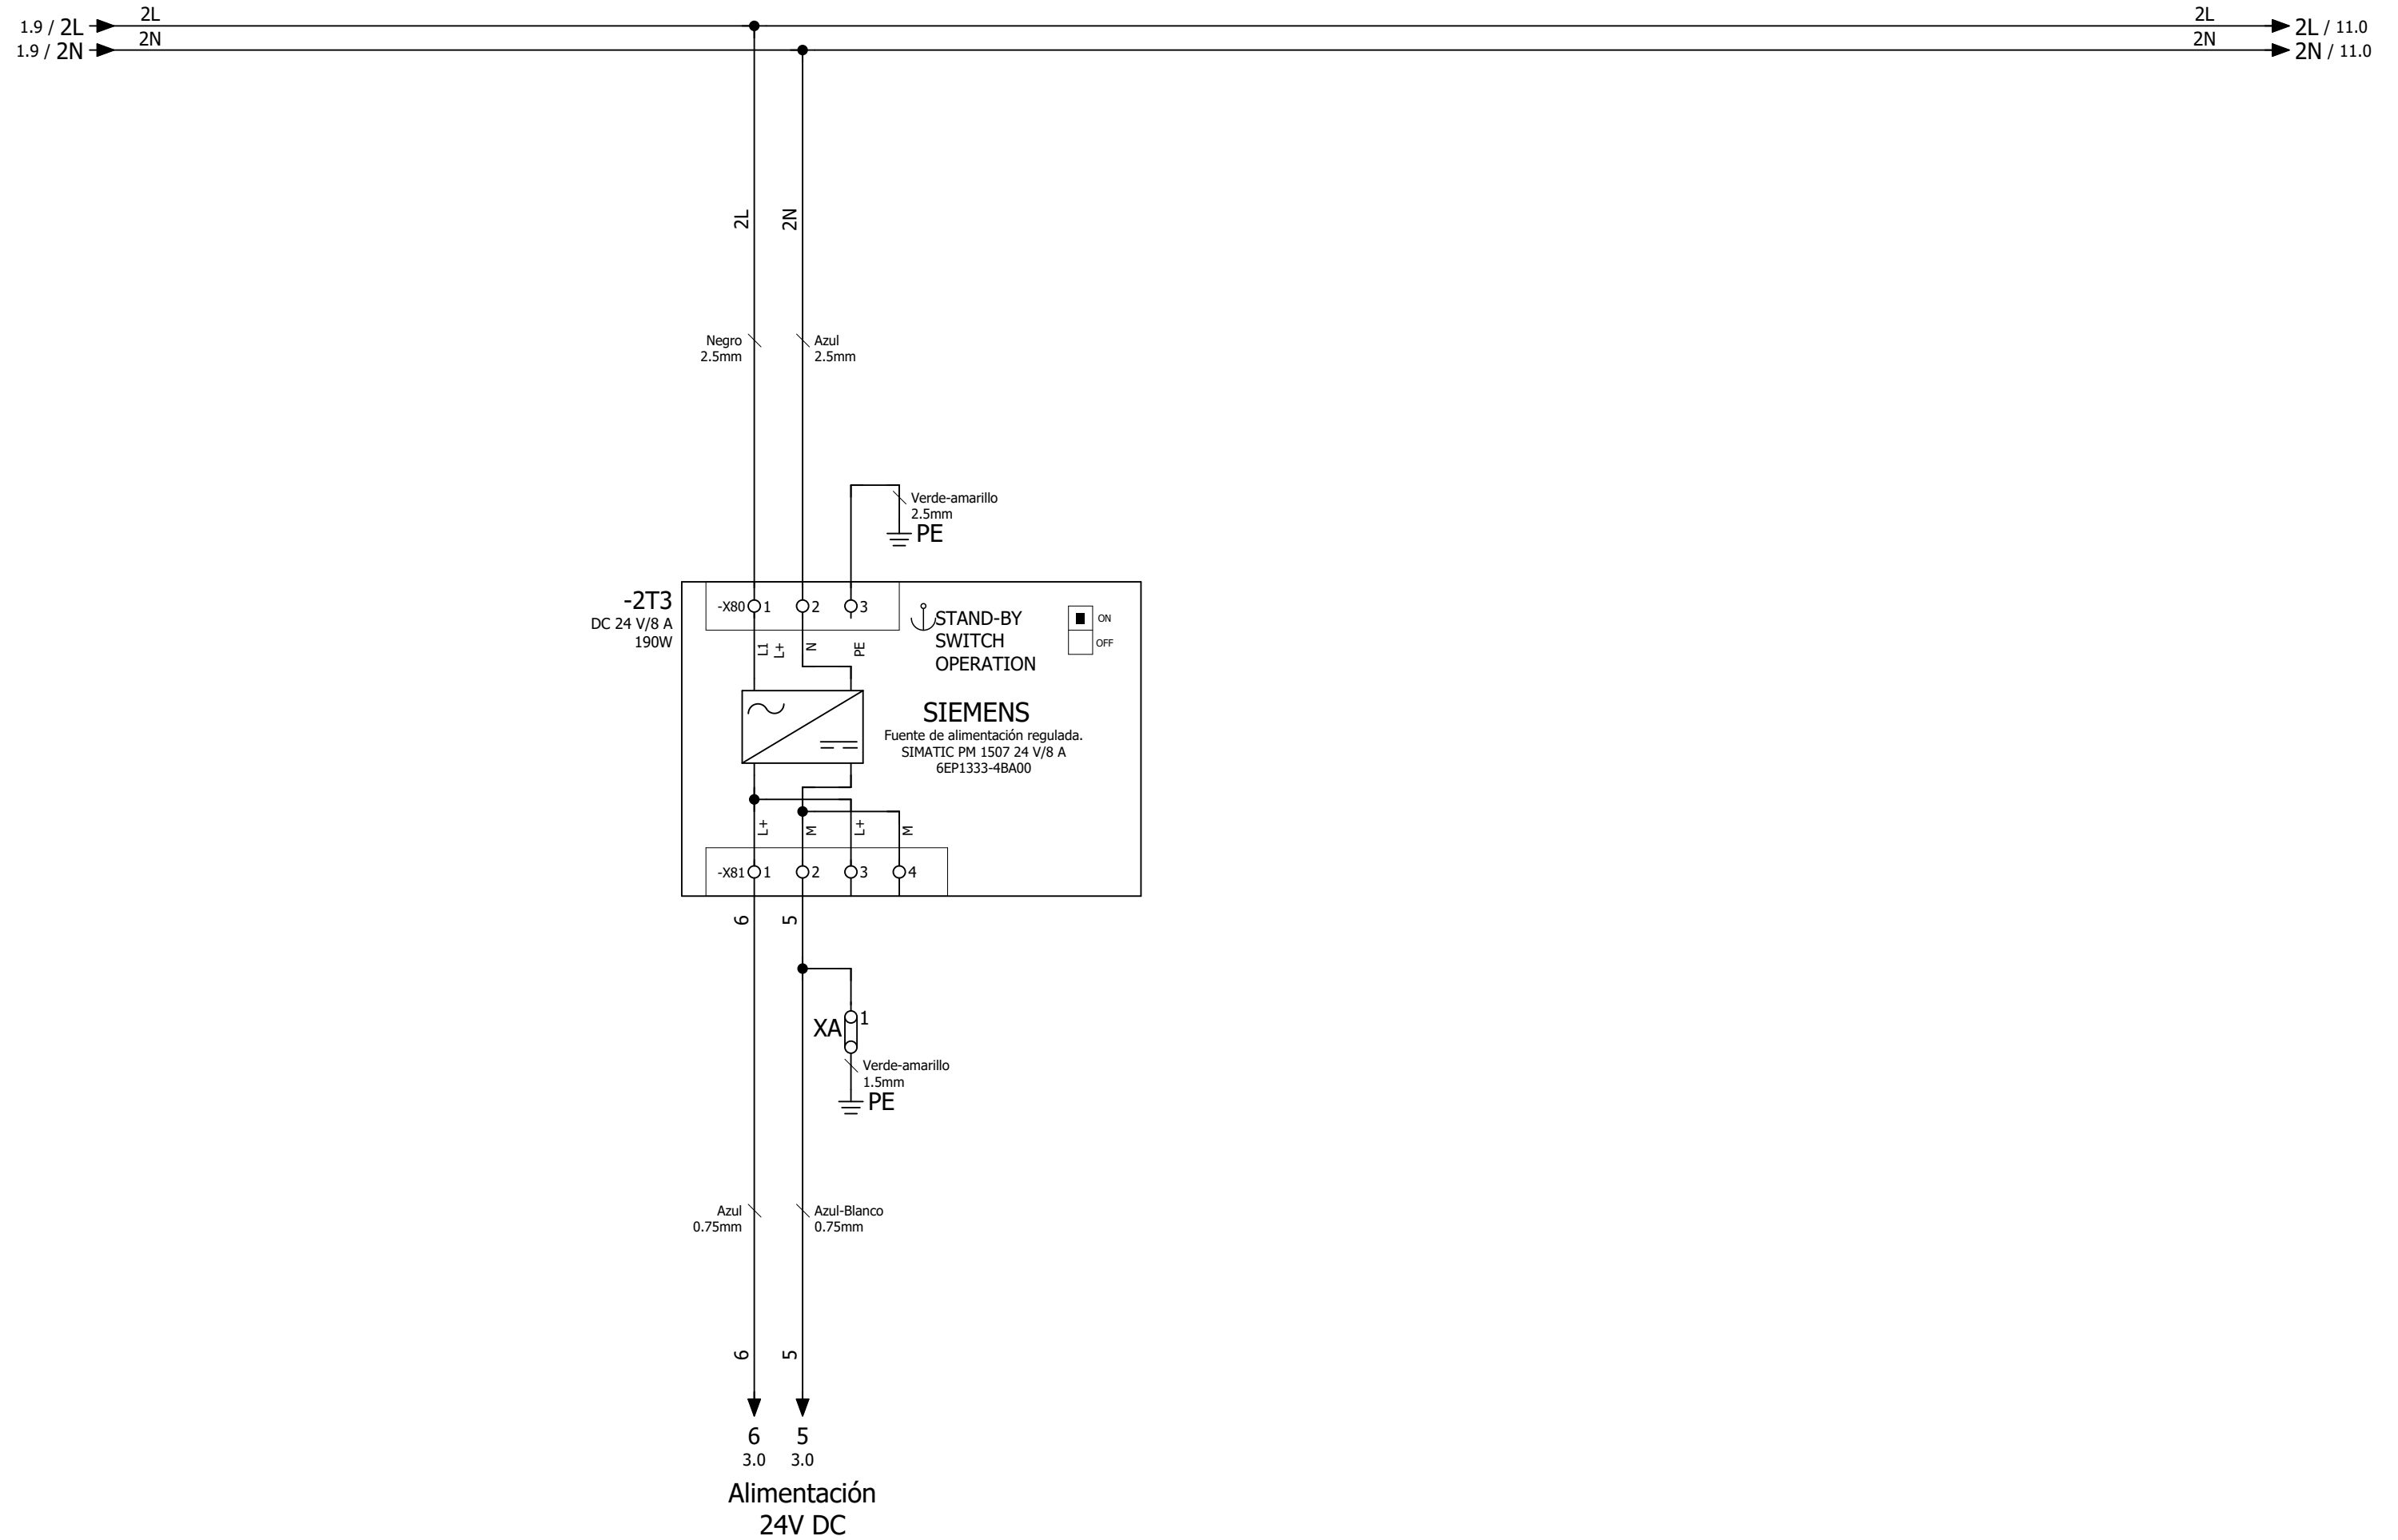 1.9 / 2L
2L
2L
2L / 11.0
1.9 / 2N
2N
2N
2N / 11.0
2L
2N
Negro
2.5mm
Azul
2.5mm
Verde-amarillo
2.5mm
PE
-2T3
DC 24 V/8 A
190W
-X80
1
2
3
L1
L+
N
PE
STAND-BY
SWITCH
OPERATION
ON
OFF
SIEMENS
Fuente de alimentación regulada.
SIMATIC PM 1507 24 V/8 A
6EP1333-4BA00
L+
M
L+
M
-X81
1
2
3
4
6
5
XA
1
Verde-amarillo
1.5mm
PE
Azul
0.75mm
Azul-Blanco
0.75mm
6
5
6
5
3.0
3.0
Alimentación
24V DC